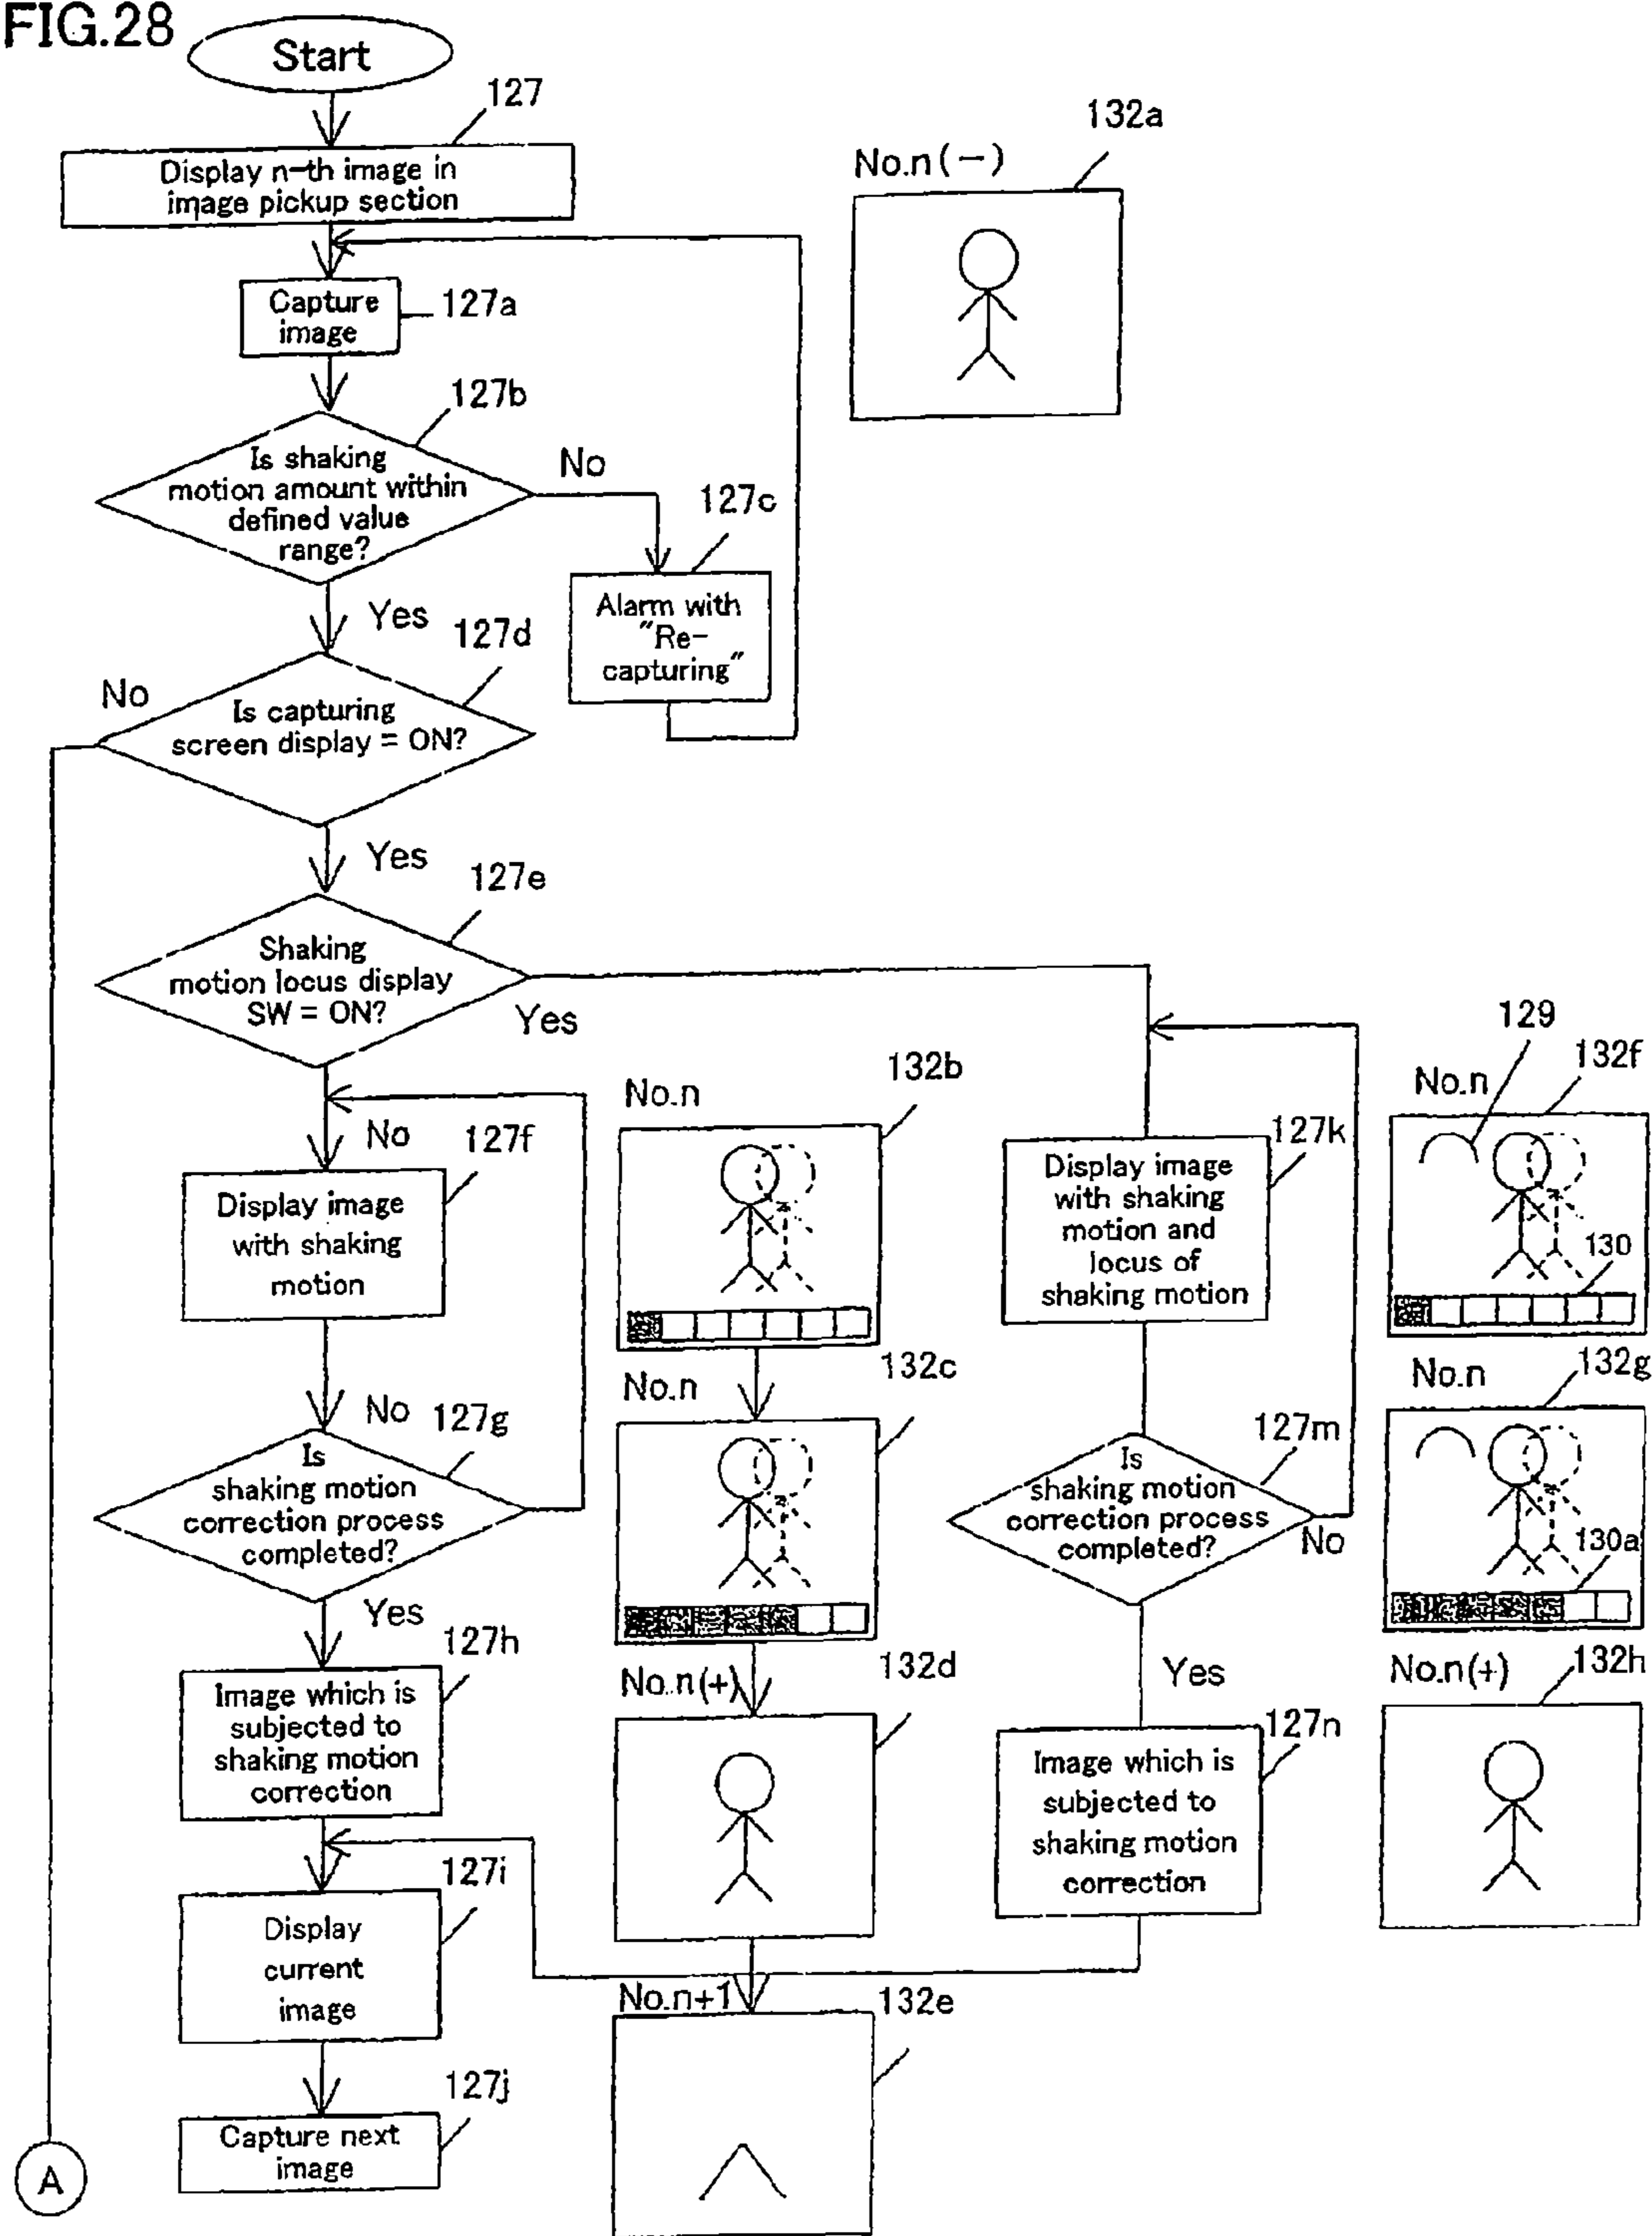 FIG.28
Start
127
Display n-th image in
image pickup section
132a
No.n(-)
Capture
image
127a
127b
Is shaking
motion amount within
defined value
range?
No
127c
Alarm with
"Re-
capturing"
Yes
127d
No
Is capturing
screen display = ON?
Yes
127e
Shaking
motion locus display
SW = ON?
Yes
No
127f
Display image
with shaking
motion
No
127g
Is
shaking motion
correction process
completed?
Yes
127h
Image which is
subjected to
shaking motion
correction
127i
Display
current
image
127j
Capture next
image
A
No.n
132b
No.n
132c
No.n(+)
132d
No.n+1
132e
127k
Display image
with shaking
motion and
locus of
shaking motion
127m
Is
shaking motion
correction process
completed?
No
Yes
127n
Image which is
subjected to
shaking motion
correction
129
No.n
132f
130
No.n
132g
130a
No.n(+)
132h